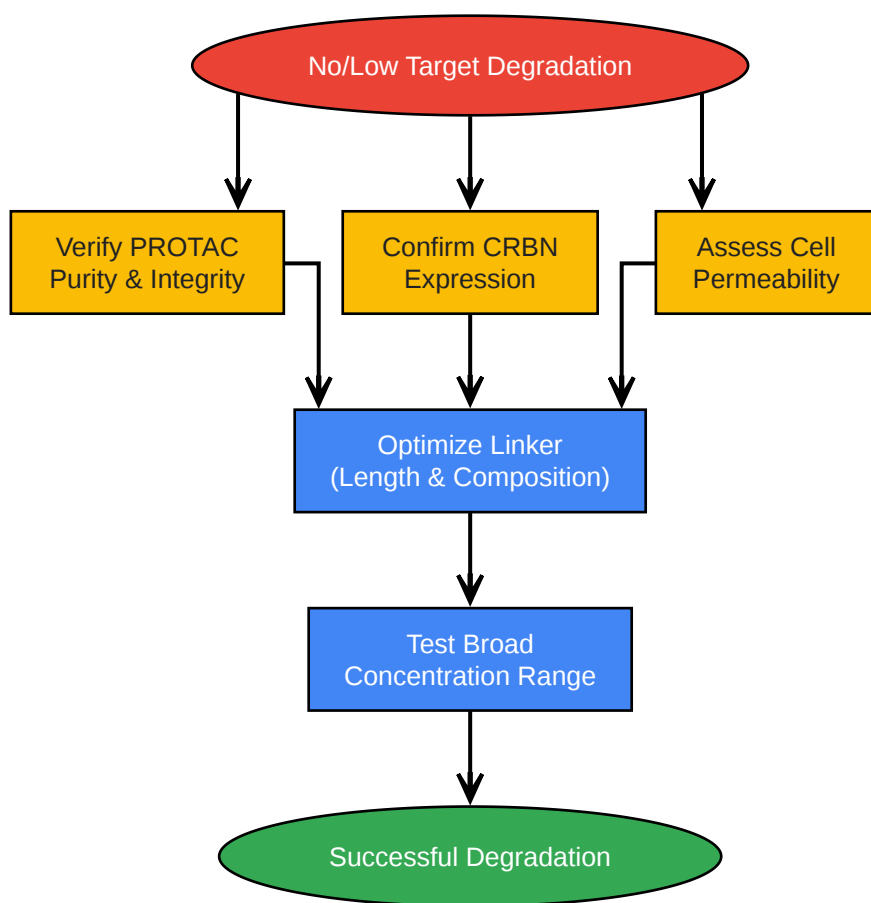 No/Low Target Degradation
Verify PROTAC
Purity & Integrity
Confirm CRBN
Expression
Assess Cell
Permeability
Optimize Linker
(Length & Composition)
Test Broad
Concentration Range
Successful Degradation